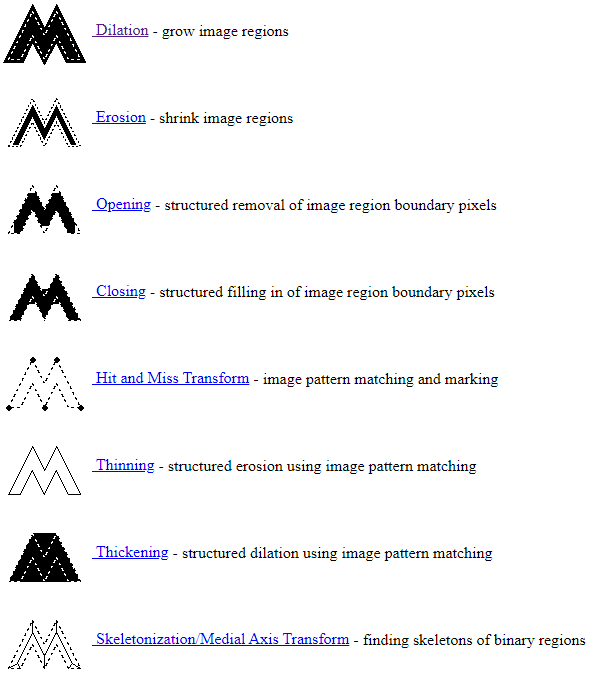 Dilation - grow image regions
Erosion - shrink image regions
Opening - structured removal of image region boundary pixels
Closing - structured filling in of image region boundary pixels
Hit and Miss Transform - image pattern matching and marking
Thinning - structured erosion using image pattern matching
Thickening - structured dilation using image pattern matching
Skeletonization/Medial Axis Transform - finding skeletons of binary regions